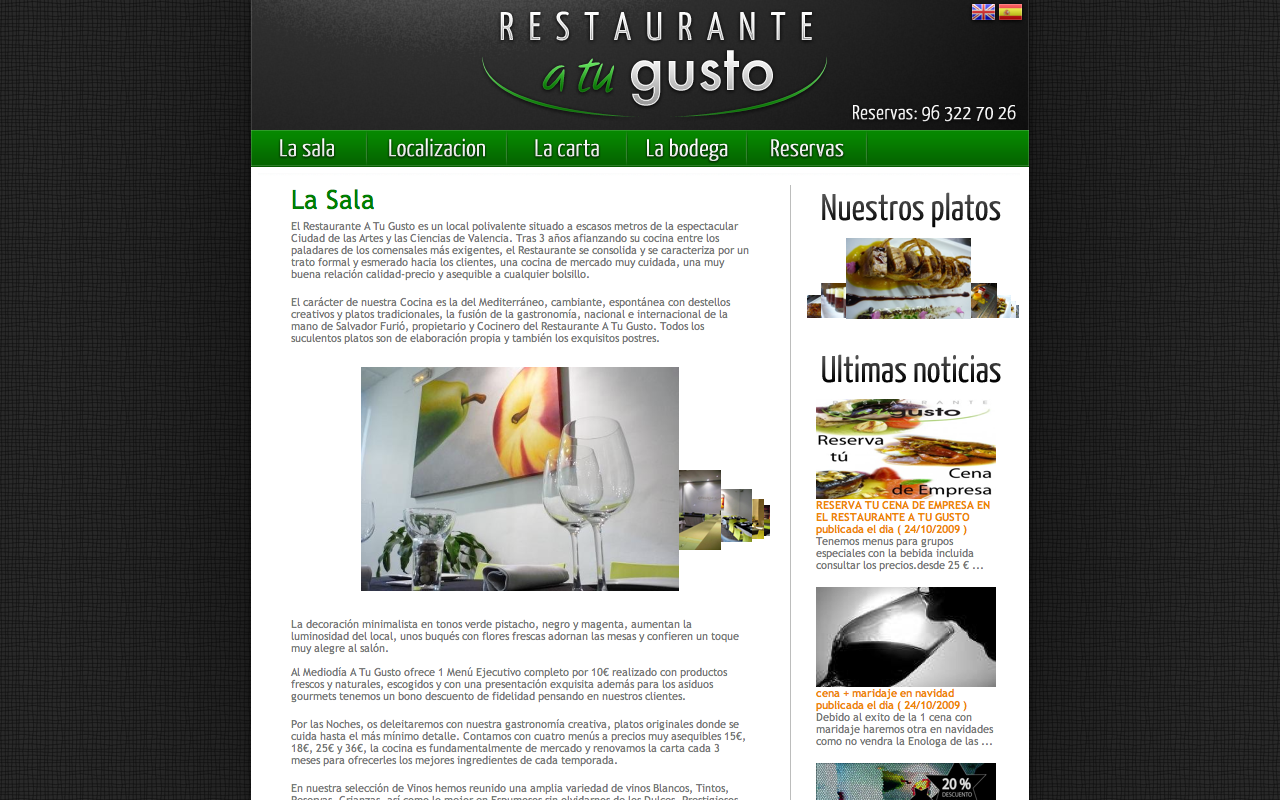 RESTAURANTE
a tu gusto
Reservas: 96 322 70 26
La sala
Localizacion
La carta
La bodega
Reservas
La Sala
El Restaurante A Tu Gusto es un local polivalente situado a escasos metros de la espectacular
Ciudad de las Artes y las Ciencias de Valencia. Tras 3 años afianzando su cocina entre los
paladares de los comensales más exigentes, el Restaurante se consolida y se caracteriza por un
trato formal y esmerado hacia los clientes, una cocina de mercado muy cuidada, una muy
buena relación calidad-precio y asequible a cualquier bolsillo.
El carácter de nuestra Cocina es la del Mediterráneo, cambiante, espontánea con destellos
creativos y platos tradicionales, la fusión de la gastronomía, nacional e internacional de la
mano de Salvador Furió, propietario y Cocinero del Restaurante A Tu Gusto. Todos los
suculentos platos son de elaboración propia y también los exquisitos postres.
La decoración minimalista en tonos verde pistacho, negro y magenta, aumentan la
luminosidad del local, unos buqués con flores frescas adornan las mesas y confieren un toque
muy alegre al salón.
Al Mediodía A Tu Gusto ofrece 1 Menú Ejecutivo completo por 10€ realizado con productos
frescos y naturales, escogidos y con una presentación exquisita además para los asiduos
gourmets tenemos un bono descuento de fidelidad pensando en nuestros clientes.
Por las Noches, os deleitaremos con nuestra gastronomía creativa, platos originales donde se
cuida hasta el más mínimo detalle. Contamos con cuatro menús a precios muy asequibles 15€,
18€, 25€ y 36€, la cocina es fundamentalmente de mercado y renovamos la carta cada 3
meses para ofrecerles los mejores ingredientes de cada temporada.
En nuestra selección de Vinos hemos reunido una amplia variedad de vinos Blancos, Tintos,
Reservas, Crianzas, así como lo mejor en Espumosos sin olvidarnos de los Dulces. Prestigiosos
Nuestros platos
Ultimas noticias
RESTAURANTE
gusto
Reserva
tú
Cena
de Empresa
RESERVA TU CENA DE EMPRESA EN
EL RESTAURANTE A TU GUSTO
publicada el dia ( 24/10/2009 )
Tenemos menus para grupos
especiales con la bebida incluida
consultar los precios.desde 25 € ...
cena + maridaje en navidad
publicada el dia ( 24/10/2009 )
Debido al exito de la 1 cena con
maridaje haremos otra en navidades
como no vendra la Enologa de las ...
20 %
DESCUENTO